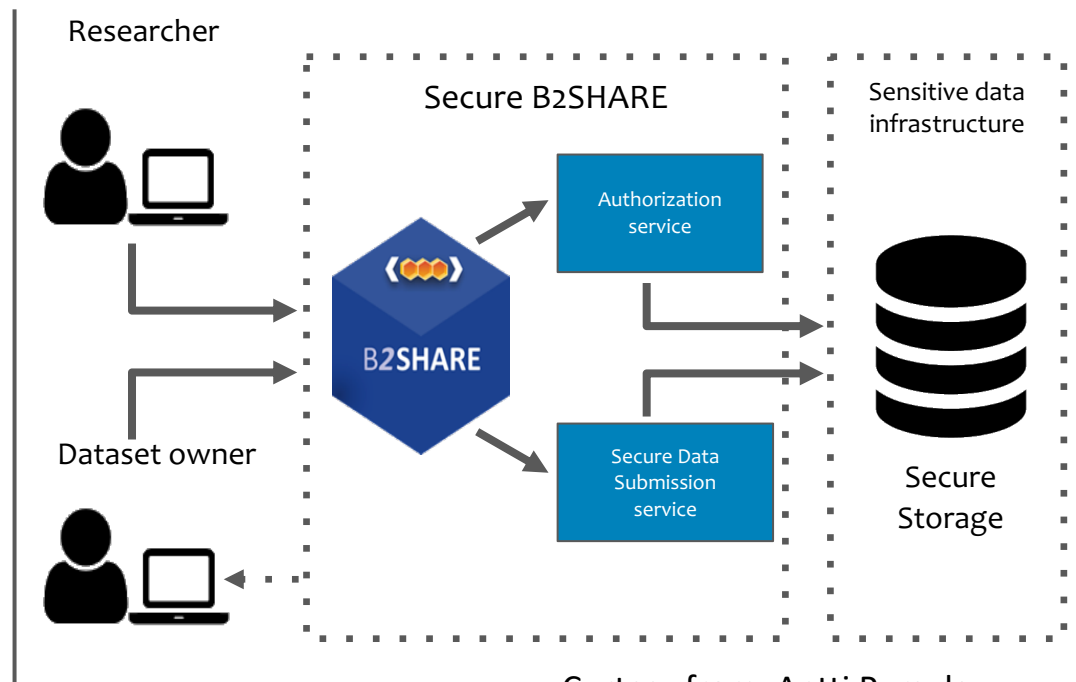 Researcher
Secure B2SHARE
Sensitive data
infrastructure
Authorization
service
B2SHARE
Dataset owner
Secure Data
Submission
service
Secure
Storage